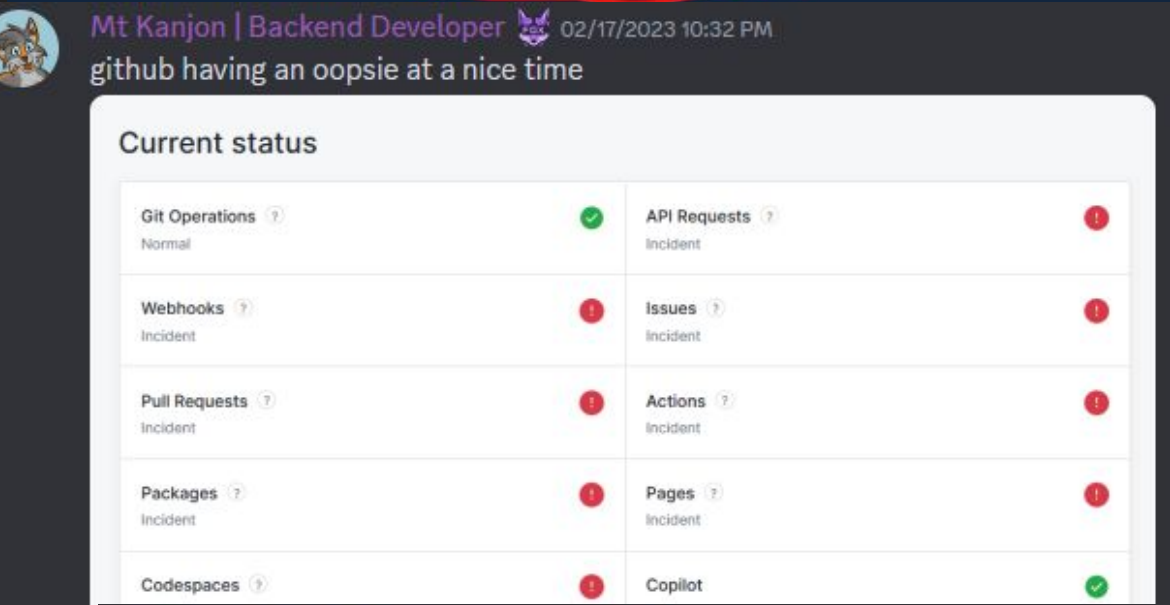 Mt Kanjon | Backend Developer FOX 02/17/2023 10:32 PM
github having an oopsie at a nice time
Current status
Git Operations ?
Normal
API Requests ?
Incident
Webhooks ?
Incident
Issues ?
Incident
Pull Requests ?
Incident
Actions ?
Incident
Packages ?
Incident
Pages ?
Incident
Codespaces ?
Copilot